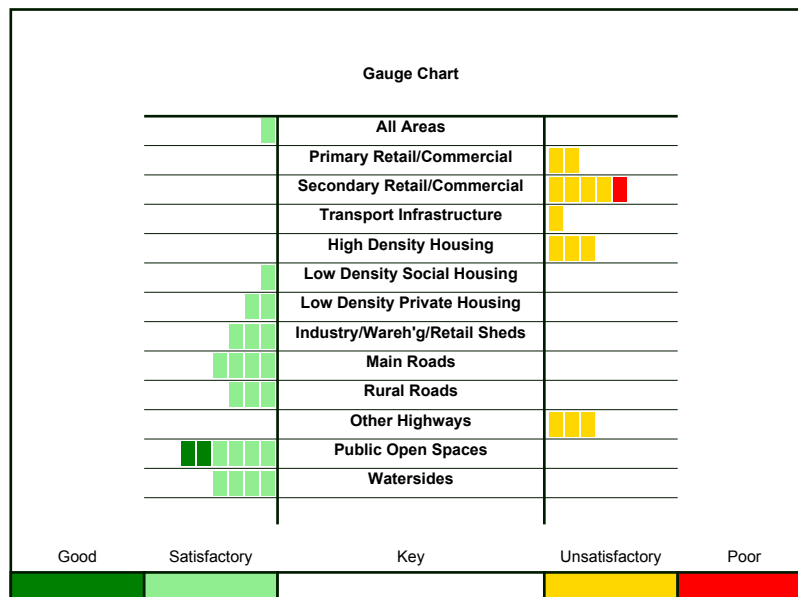 Gauge Chart
All Areas
Primary Retail/Commercial
Secondary Retail/Commercial
Transport Infrastructure
High Density Housing
Low Density Social Housing
Low Density Private Housing
Industry/Wareh'g/Retail Sheds
Main Roads
Rural Roads
Other Highways
Public Open Spaces
Watersides
Good Satisfactory Key Unsatisfactory Poor